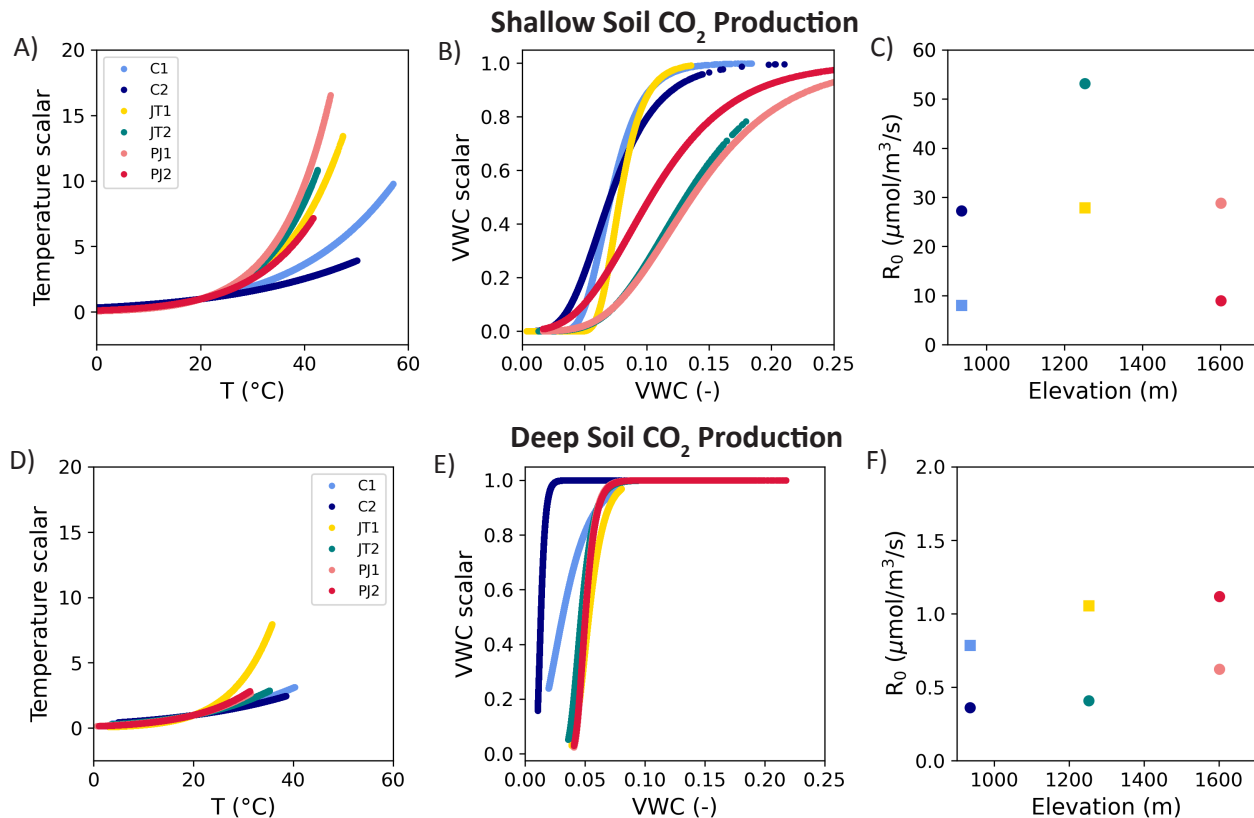 Shallow Soil CO₂ Production
A)
B)
C)
20
15
10
5
0
Temperature scalar
C1
C2
JT1
JT2
PJ1
PJ2
0
20
40
60
T (°C)
1.0
0.8
0.6
0.4
0.2
0.0
VWC scalar
0.00
0.05
0.10
0.15
0.20
0.25
VWC (-)
60
50
40
30
20
10
0
R₀ (μmol/m³/s)
1000
1200
1400
1600
Elevation (m)
Deep Soil CO₂ Production
D)
E)
F)
20
15
10
5
0
Temperature scalar
C1
C2
JT1
JT2
PJ1
PJ2
0
20
40
60
T (°C)
1.0
0.8
0.6
0.4
0.2
0.0
VWC scalar
0.00
0.05
0.10
0.15
0.20
0.25
VWC (-)
2.0
1.5
1.0
0.5
0.0
R₀ (μmol/m³/s)
1000
1200
1400
1600
Elevation (m)